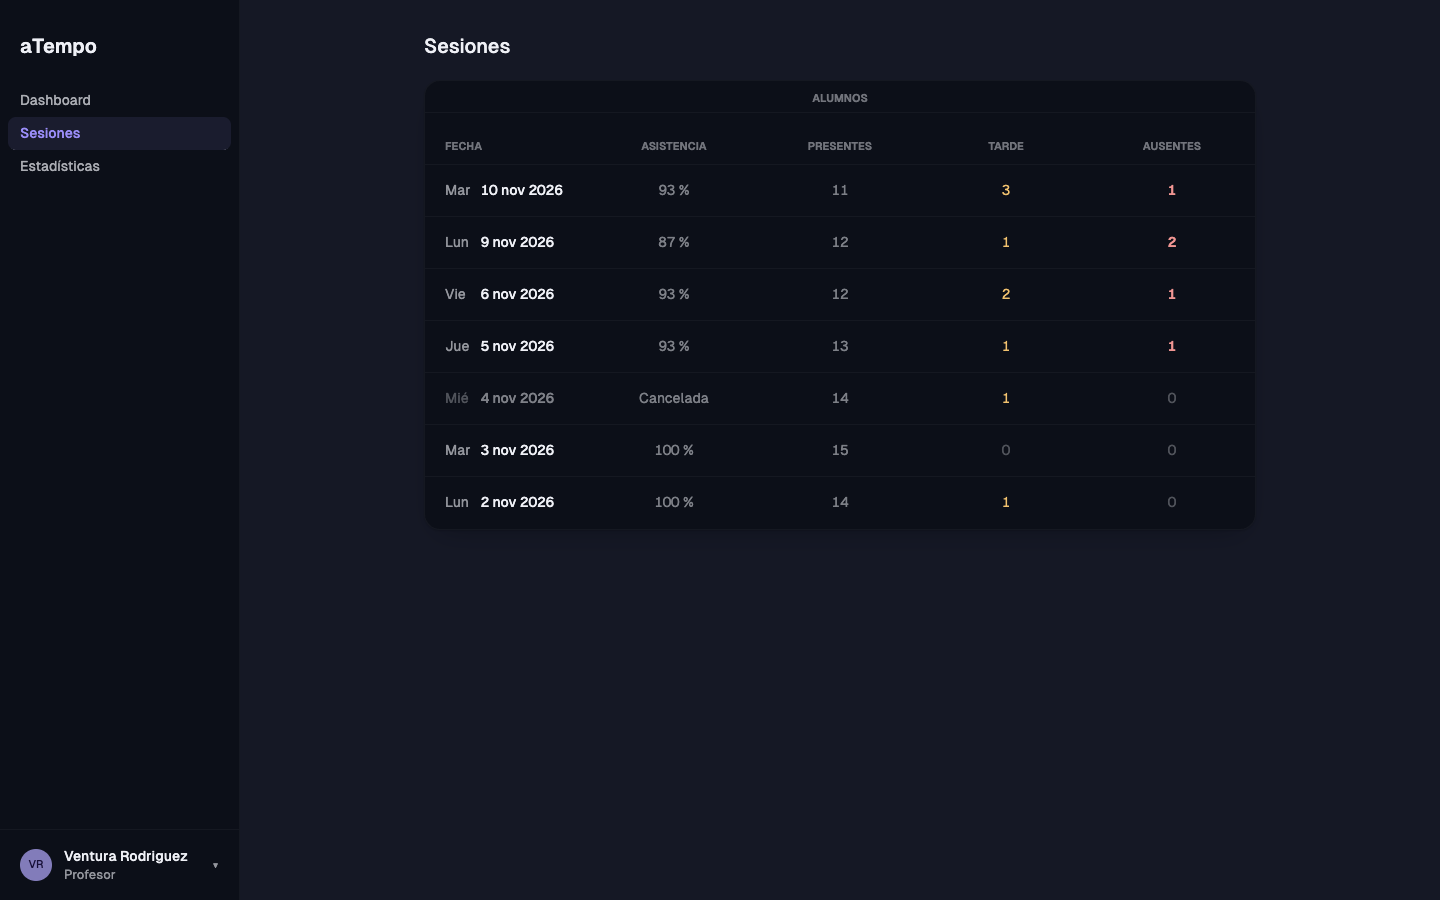 aTempo
Dashboard
Sesiones
Estadísticas
Ventura Rodriguez
VR
Profesor
Sesiones
ALUMNOS
FECHA ASISTENCIA PRESENTES TARDE AUSENTES
Mar 10 nov 2026 93 % 11 3 1
Lun 9 nov 2026 87 % 12 1 2
Vie 6 nov 2026 93 % 12 2 1
Jue 5 nov 2026 93 % 13 1 1
Mié 4 nov 2026 Cancelada 14 1 0
Mar 3 nov 2026 100 % 15 0 0
Lun 2 nov 2026 100 % 14 1 0